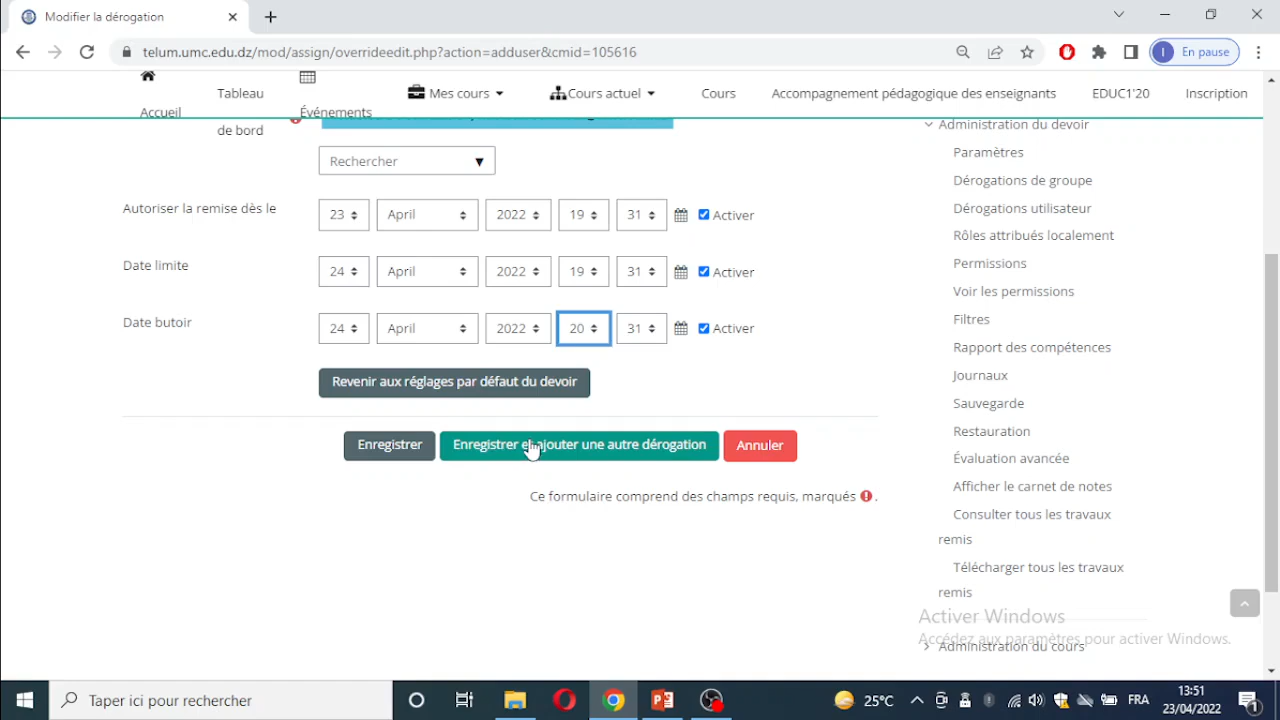 Modifier la dérogation
telum.umc.edu.dz/mod/assign/overrideedit.php?action=adduser&cmid=105616
I En pause
Accueil
Tableau de bord
Événements
Mes cours
Cours actuel
Cours
Accompagnement pédagogique des enseignants
EDUC1'20
Inscription
Rechercher
Autoriser la remise dès le 23 April 2022 19 31 Activer
Date limite 24 April 2022 19 31 Activer
Date butoir 24 April 2022 20 31 Activer
Revenir aux réglages par défaut du devoir
Enregistrer Enregistrer et ajouter une autre dérogation Annuler
Ce formulaire comprend des champs requis, marqués .
Administration du devoir
Paramètres
Dérogations de groupe
Dérogations utilisateur
Rôles attribués localement
Permissions
Voir les permissions
Filtres
Rapport des compétences
Journaux
Sauvegarde
Restauration
Évaluation avancée
Afficher le carnet de notes
Consulter tous les travaux
remis
Télécharger tous les travaux
remis
Administration du cours
Activer Windows
Accédez aux paramètres pour activer Windows.
Taper ici pour rechercher
25°C
FRA
13:51
23/04/2022
1